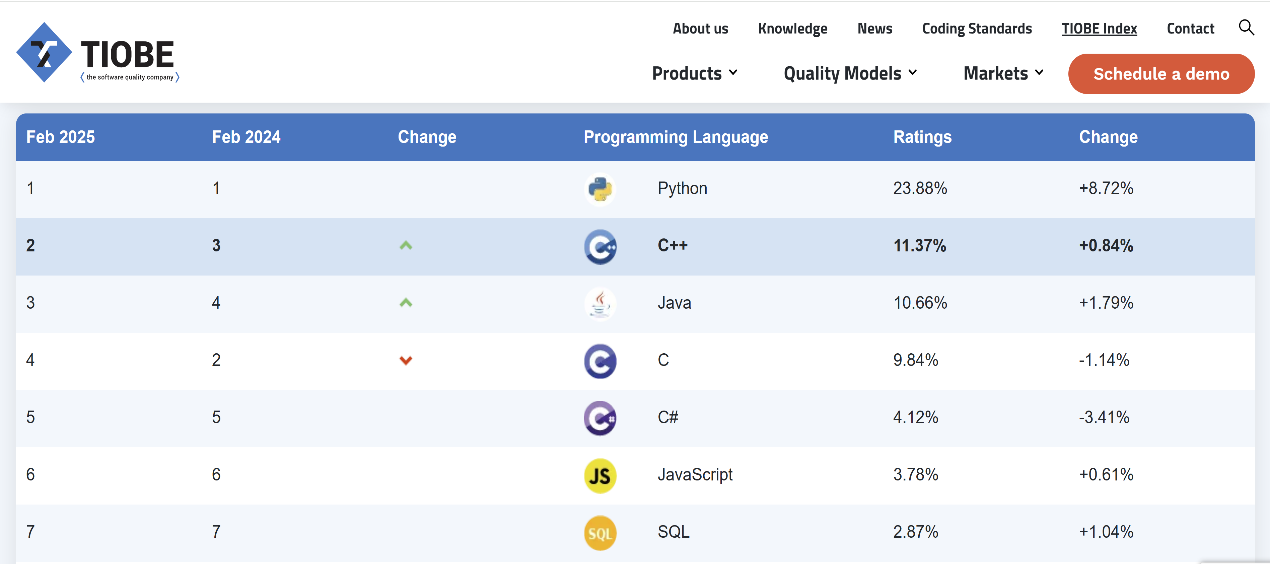 About us Knowledge News Coding Standards TIOBE Index Contact
TIOBE
(the software quality company)
Products Quality Models Markets Schedule a demo
Feb 2025 Feb 2024 Change Programming Language Ratings Change
1 1 Python 23.88% +8.72%
2 3 C++ 11.37% +0.84%
3 4 Java 10.66% +1.79%
4 2 C 9.84% -1.14%
5 5 C# 4.12% -3.41%
6 6 JS JavaScript 3.78% +0.61%
7 7 SQL SQL 2.87% +1.04%